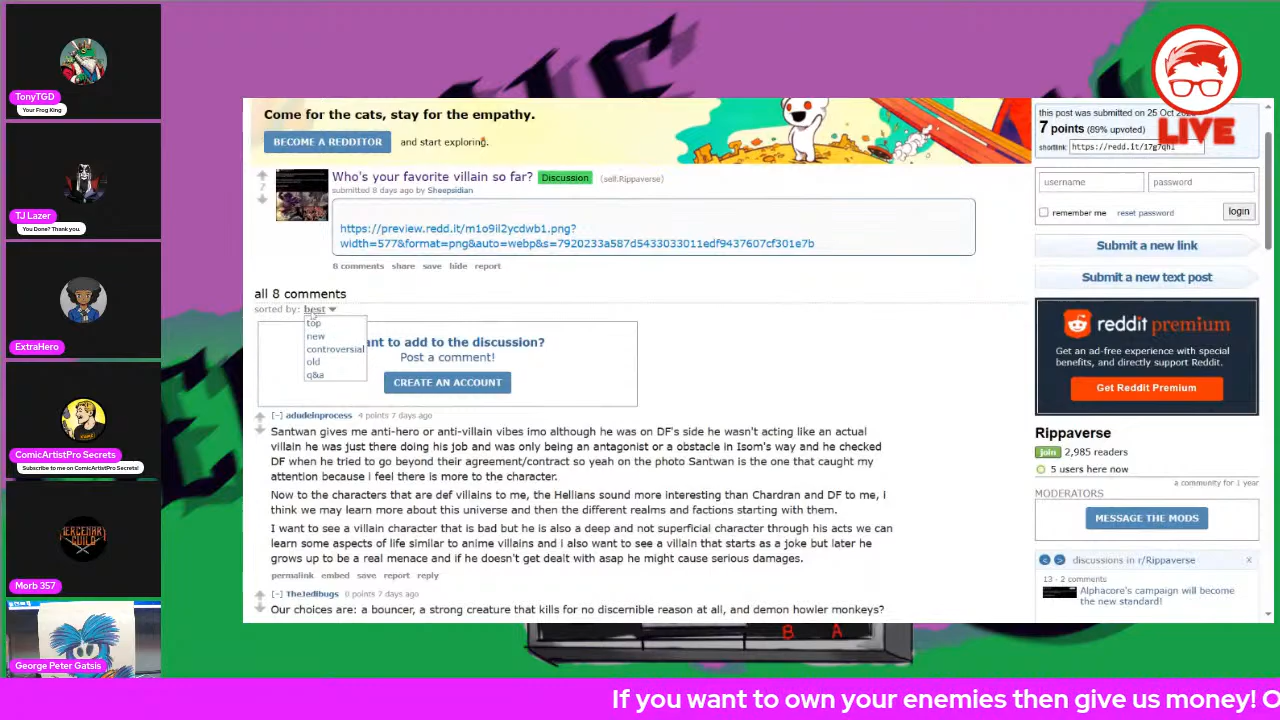 TonyTGD
Your Frog King
TJ Lazer
You Done? Thank you.
ExtraHero
ComicArtistPro Secrets
Subscribe to me on ComicArtistPro Secrets!
MERCENARY
GUILD
Morb 357
George Peter Gatsis
LIVE
Come for the cats, stay for the empathy.
BECOME A REDDITOR and start exploring.
7
Who's your favorite villain so far? Discussion (self.Rippaverse)
submitted 8 days ago by Sheepsidian
https://preview.redd.it/m1o9il2ycdwb1.png?
width=577&format=png&auto=webp&s=7920233a587d5433033011edf9437607cf301e7b
8 comments share save hide report
all 8 comments
sorted by: best
top
new
controversial
old
q&a
ant to add to the discussion?
Post a comment!
CREATE AN ACCOUNT
[–] adudeinprocess 4 points 7 days ago
Santwan gives me anti-hero or anti-villain vibes imo although he was on DF's side he wasn't acting like an actual
villain he was just there doing his job and was only being an antagonist or a obstacle in Isom's way and he checked
DF when he tried to go beyond their agreement/contract so yeah on the photo Santwan is the one that caught my
attention because i feel there is more to the character.
Now to the characters that are def villains to me, the Hellians sound more interesting than Chardran and DF to me, i
think we may learn more about this universe and then the different realms and factions starting with them.
I want to see a villain character that is bad but he is also a deep and not superficial character through his acts we can
learn some aspects of life similar to anime villains and i also want to see a villain that starts as a joke but later he
grows up to be a real menace and if he doesn't get dealt with asap he might cause serious damages.
permalink embed save report reply
[–] TheJedibugs 0 points 7 days ago
Our choices are: a bouncer, a strong creature that kills for no discernible reason at all, and demon howler monkeys?
this post was submitted on 25 Oct
7 points (89% upvoted)
shortlink: https://redd.it/17g7qhi
username password
remember me reset password login
Submit a new link
Submit a new text post
reddit premium
Get an ad-free experience with special
benefits, and directly support Reddit.
Get Reddit Premium
Rippaverse
join 2,985 readers
5 users here now
a community for 1 year
MODERATORS
MESSAGE THE MODS
discussions in r/Rippaverse X
13 · 2 comments
Alphacore's campaign will become
the new standard!
B A
If you want to own your enemies then give us money! O